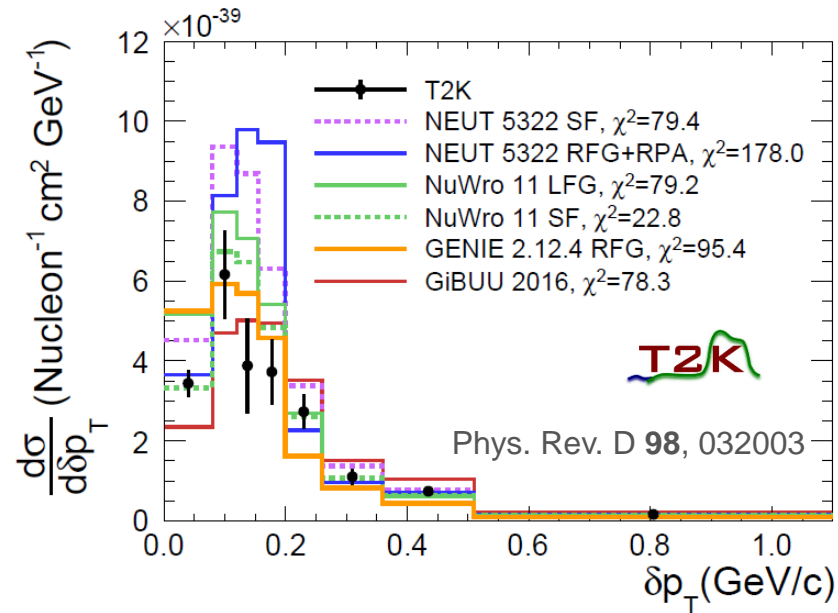 ×10⁻³⁹
12
10
8
6
4
2
0
dσ/dδp_T (Nucleon⁻¹ cm² GeV⁻¹)
T2K
NEUT 5322 SF, χ²=79.4
NEUT 5322 RFG+RPA, χ²=178.0
NuWro 11 LFG, χ²=79.2
NuWro 11 SF, χ²=22.8
GENIE 2.12.4 RFG, χ²=95.4
GiBUU 2016, χ²=78.3
T2K
Phys. Rev. D 98, 032003
0.0 0.2 0.4 0.6 0.8 1.0
δp_T(GeV/c)